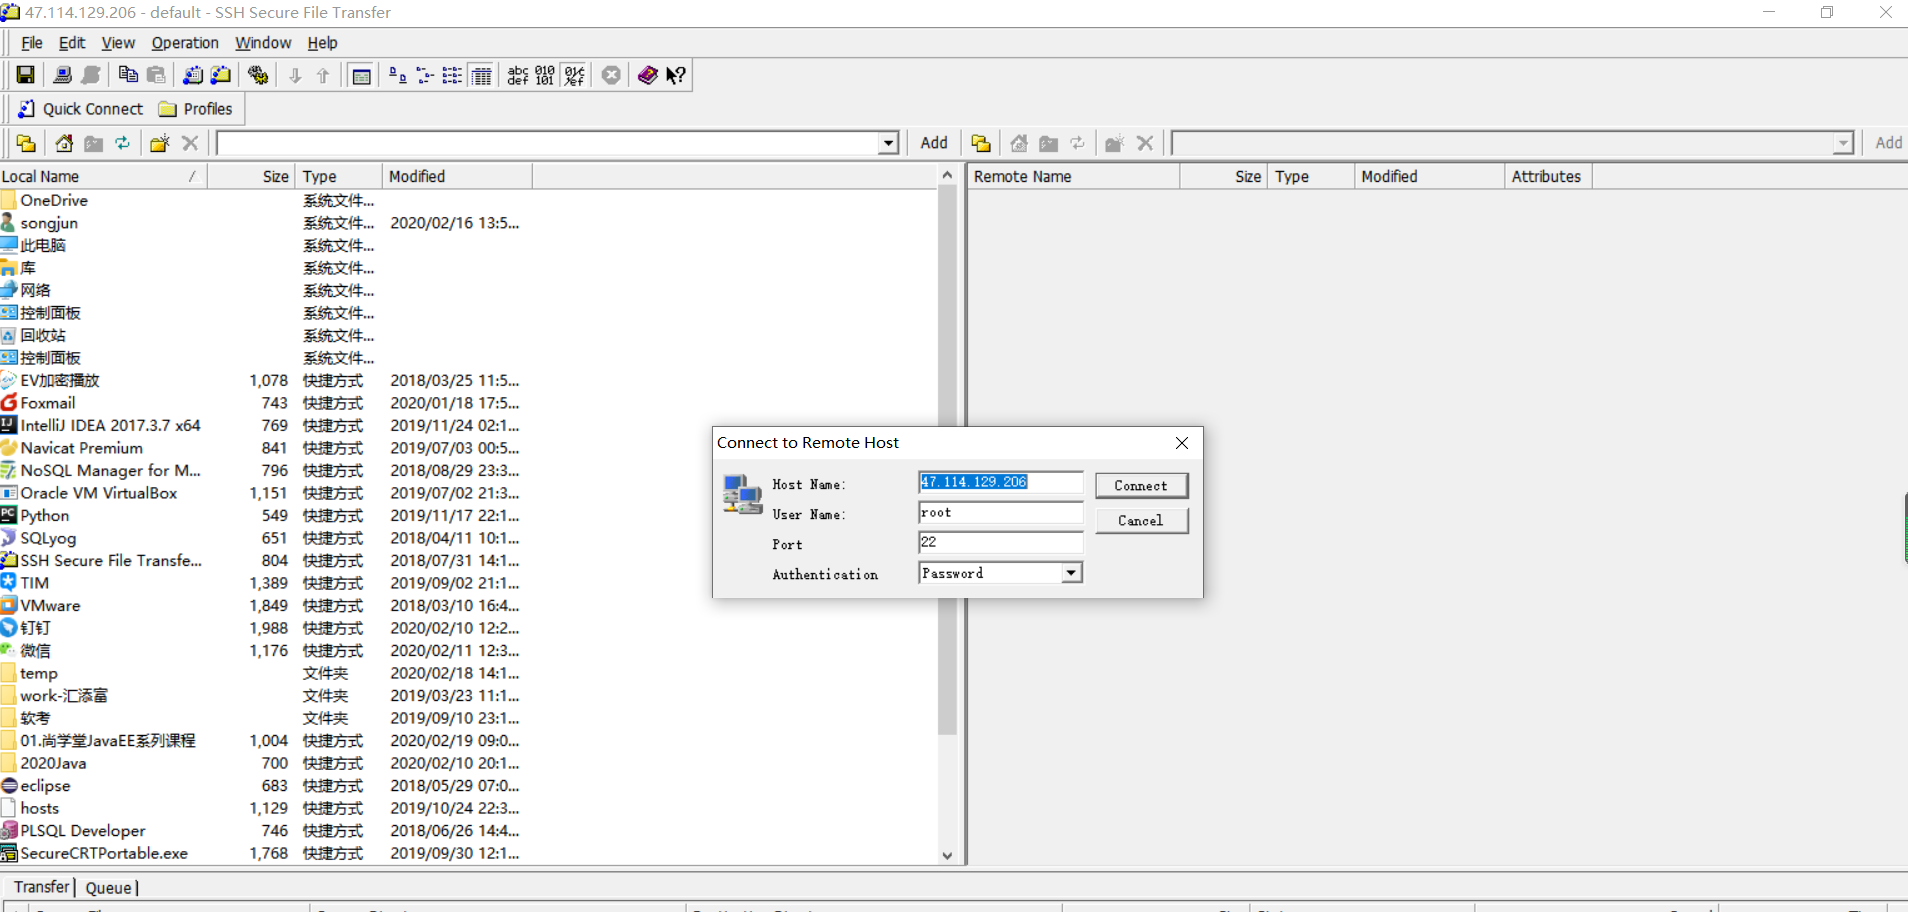 47.114.129.206 - default - SSH Secure File Transfer
File Edit View Operation Window Help
abc def 010 101
Quick Connect Profiles
Add Add
Local Name / Size Type Modified
Remote Name Size Type Modified Attributes
OneDrive 系统文件...
songjun 系统文件... 2020/02/16 13:5...
此电脑 系统文件...
库 系统文件...
网络 系统文件...
控制面板 系统文件...
回收站 系统文件...
控制面板 系统文件...
EV加密播放 1,078 快捷方式 2018/03/25 11:5...
Foxmail 743 快捷方式 2020/01/18 17:5...
IntelliJ IDEA 2017.3.7 x64 769 快捷方式 2019/11/24 02:1...
Navicat Premium 841 快捷方式 2019/07/03 00:5...
NoSQL Manager for M... 796 快捷方式 2018/08/29 23:3...
Oracle VM VirtualBox 1,151 快捷方式 2019/07/02 21:3...
Python 549 快捷方式 2019/11/17 22:1...
SQLyog 651 快捷方式 2018/04/11 10:1...
SSH Secure File Transfe... 804 快捷方式 2018/07/31 14:1...
TIM 1,389 快捷方式 2019/09/02 21:1...
VMware 1,849 快捷方式 2018/03/10 16:4...
钉钉 1,988 快捷方式 2020/02/10 12:2...
微信 1,176 快捷方式 2020/02/11 12:3...
temp 文件夹 2020/02/18 14:1...
work-汇添富 文件夹 2019/03/23 11:1...
软考 文件夹 2019/09/10 23:1...
01.尚学堂JavaEE系列课程 1,004 快捷方式 2020/02/19 09:0...
2020Java 700 快捷方式 2020/02/10 20:1...
eclipse 683 快捷方式 2018/05/29 07:0...
hosts 1,129 快捷方式 2019/10/24 22:3...
PLSQL Developer 746 快捷方式 2018/06/26 14:4...
SecureCRTPortable.exe 1,768 快捷方式 2019/09/30 12:1...
Connect to Remote Host
Host Name: 47.114.129.206 Connect
User Name: root Cancel
Port 22
Authentication Password
Transfer Queue